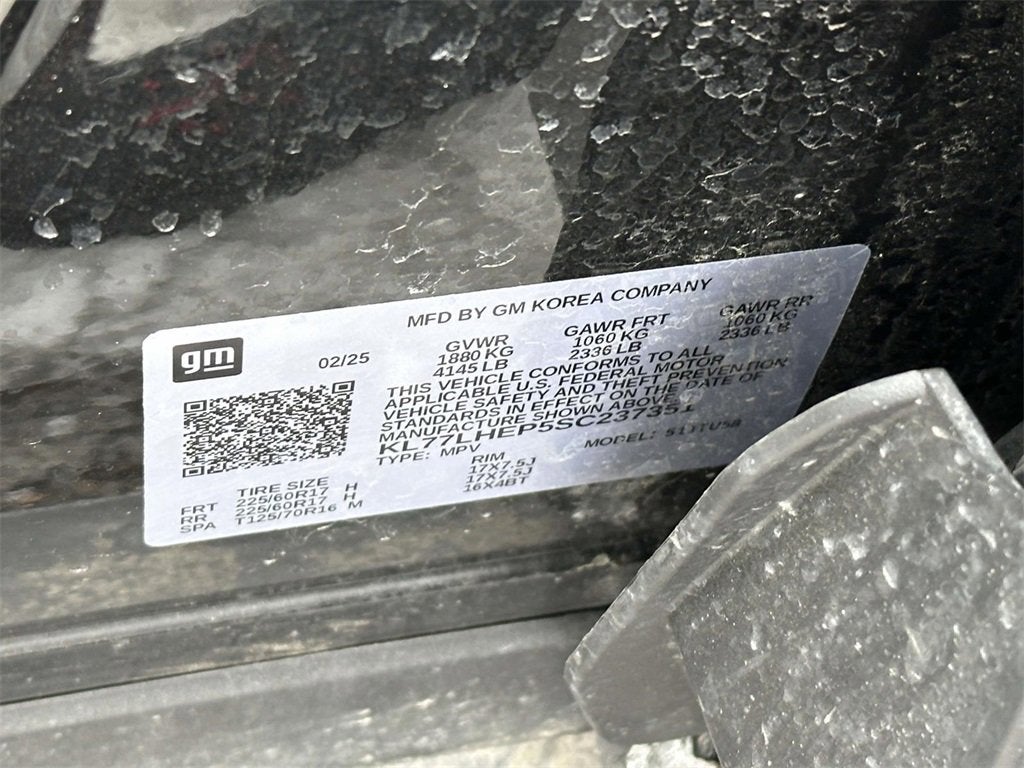 MFD BY GM KOREA COMPANY
gm
02/25
GVWR GAWR FRT GAWR RR
1880 KG 1060 KG 1060 KG
4145 LB 2336 LB 2336 LB
THIS VEHICLE CONFORMS TO ALL
APPLICABLE U.S. FEDERAL MOTOR
VEHICLE SAFETY AND THEFT PREVENTION
STANDARDS IN EFFECT ON THE DATE OF
MANUFACTURE SHOWN ABOVE.
KL77LHEP5SC237351
TYPE: MPV MODEL:
TIRE SIZE RIM
FRT 225/60R17 H 17X7.5J
RR 225/60R17 H 17X7.5J
SPA T125/70R16 M 16X4BT